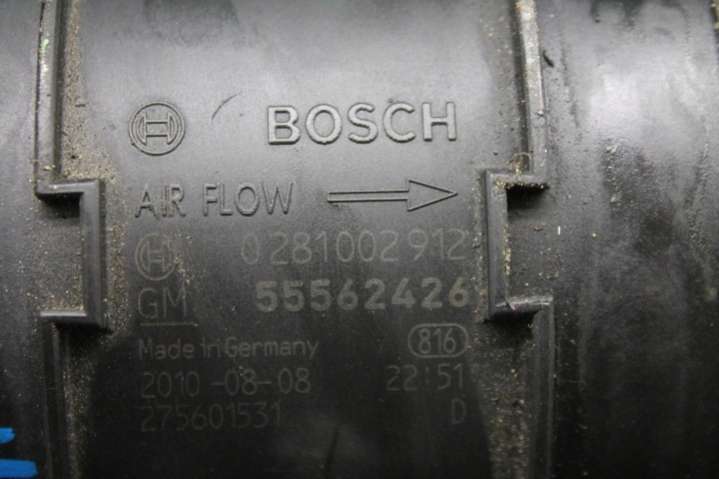 BOSCH
AIR FLOW
0 281 002 912
GM 55562426
Made in Germany 816
2010-08-08 22:51
275601531 D